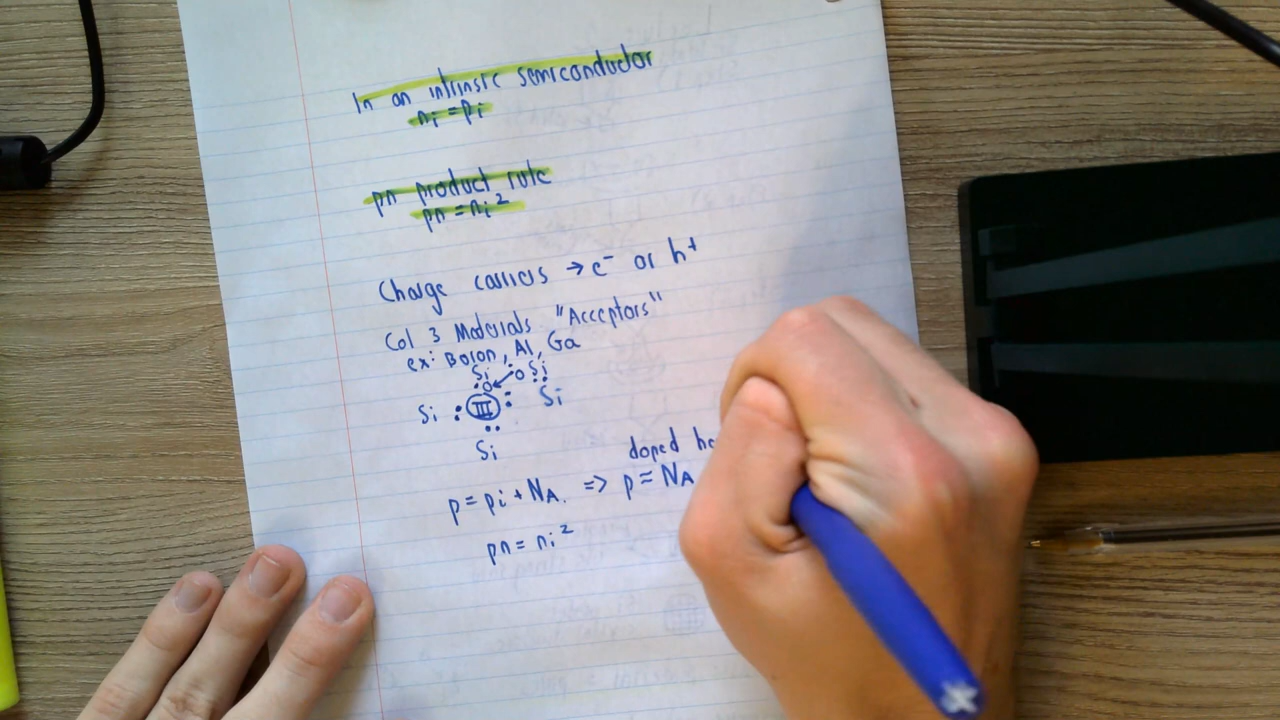 In an intrinsic semiconductor
nᵢ = pᵢ
pn product rule
pn = nᵢ²
Charge carriers → e⁻ or h⁺
Col 3 Materials "Acceptors"
ex: Boron, Al, Ga
Si Si
Si III Si
Si
doped
p = pᵢ + N_A. => p ≈ N_A
pn = nᵢ²